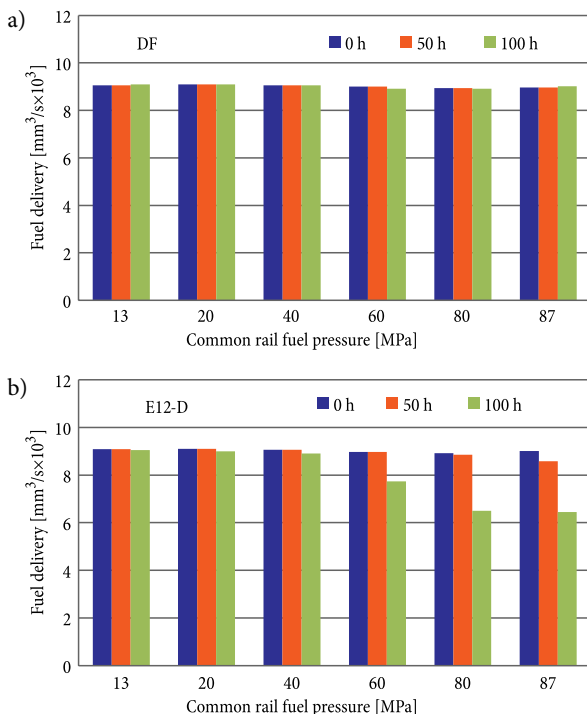 a)
12
10
8
6
4
2
0
Fuel delivery [mm³/s×10³]
DF
0 h
50 h
100 h
13 20 40 60 80 87
Common rail fuel pressure [MPa]
b)
12
10
8
6
4
2
0
Fuel delivery [mm³/s×10³]
E12-D
0 h
50 h
100 h
13 20 40 60 80 87
Common rail fuel pressure [MPa]